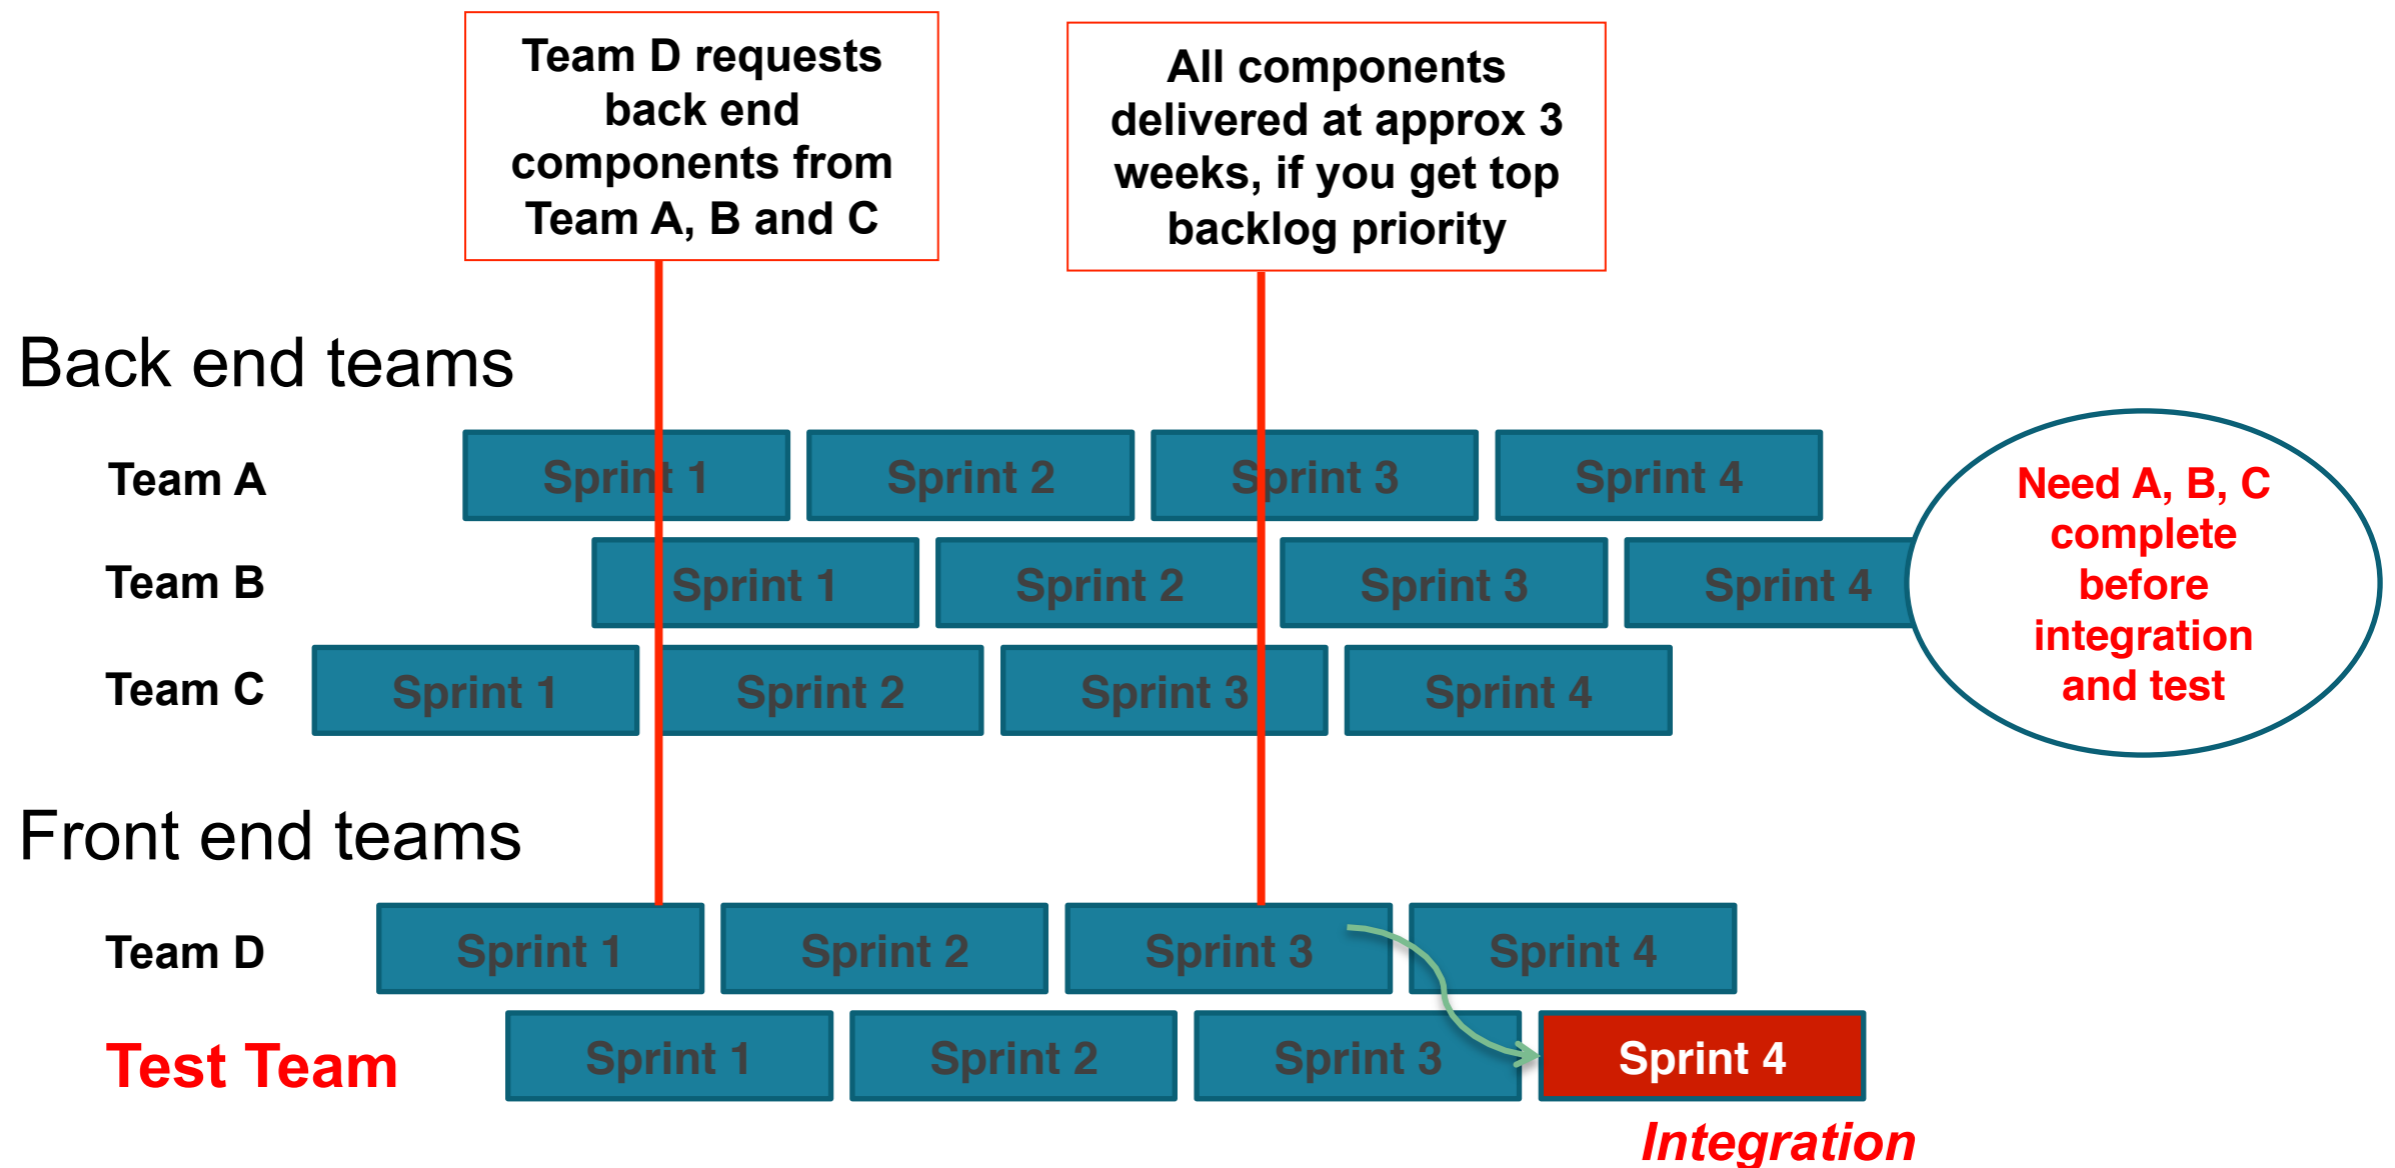 Team D requests
back end
components from
Team A, B and C
All components
delivered at approx 3
weeks, if you get top
backlog priority
Back end teams
Team A
Sprint 1
Sprint 2
Sprint 3
Sprint 4
Team B
Sprint 1
Sprint 2
Sprint 3
Sprint 4
Team C
Sprint 1
Sprint 2
Sprint 3
Sprint 4
Need A, B, C
complete
before
integration
and test
Front end teams
Team D
Sprint 1
Sprint 2
Sprint 3
Sprint 4
Test Team
Sprint 1
Sprint 2
Sprint 3
Sprint 4
Integration